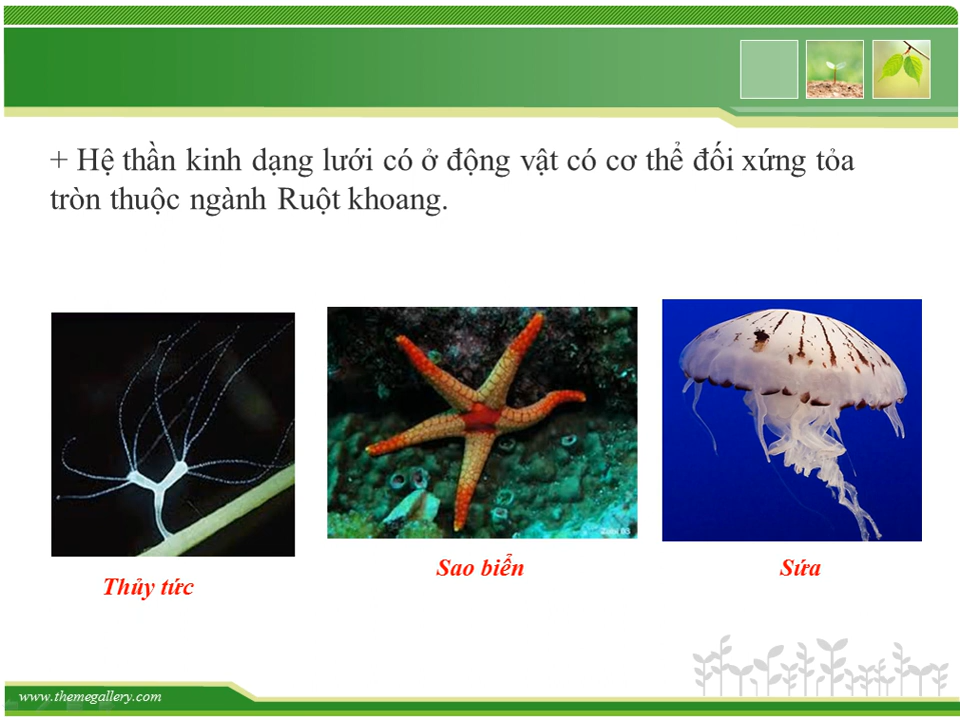 + Hệ thần kinh dạng lưới có ở động vật có cơ thể đối xứng tỏa
tròn thuộc ngành Ruột khoang.
Thủy tức
Sao biển
Sứa
www.themegallery.com